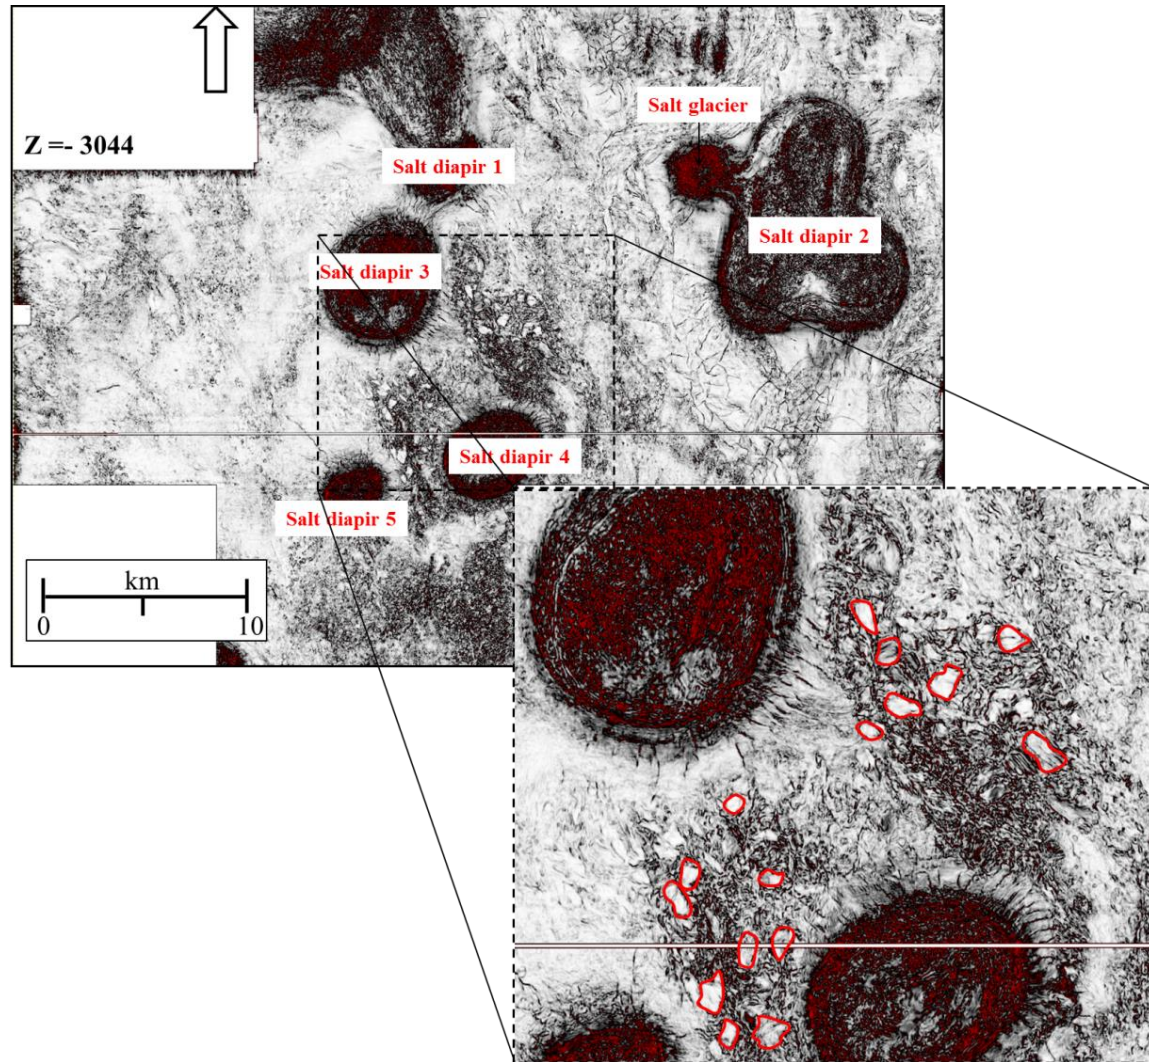 Salt glacier
Z =- 3044
Salt diapir 1
Salt diapir 2
Salt diapir 3
Salt diapir 4
Salt diapir 5
km
0 10